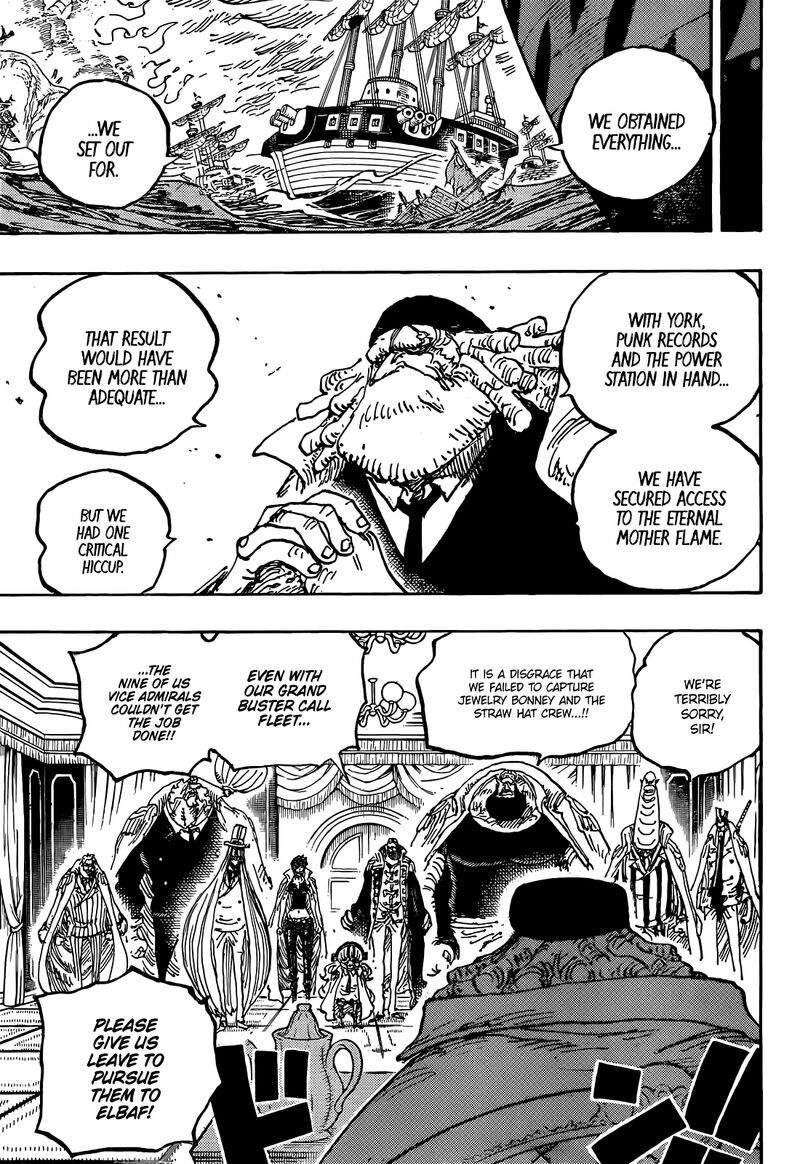 WE OBTAINED
EVERYTHING...
...WE
SET OUT
FOR.
WITH YORK,
PUNK RECORDS
AND THE POWER
STATION IN HAND...
WE HAVE
SECURED ACCESS
TO THE ETERNAL
MOTHER FLAME.
THAT RESULT
WOULD HAVE
BEEN MORE THAN
ADEQUATE...
BUT WE
HAD ONE
CRITICAL
HICCUP.
WE'RE
TERRIBLY
SORRY,
SIR!
IT IS A DISGRACE THAT
WE FAILED TO CAPTURE
JEWELRY BONNEY AND THE
STRAW HAT CREW...!!
EVEN WITH
OUR GRAND
BUSTER CALL
FLEET...
...THE
NINE OF US
VICE ADMIRALS
COULDN'T GET
THE JOB
DONE!!
PLEASE
GIVE US
LEAVE TO
PURSUE
THEM TO
ELBAF!